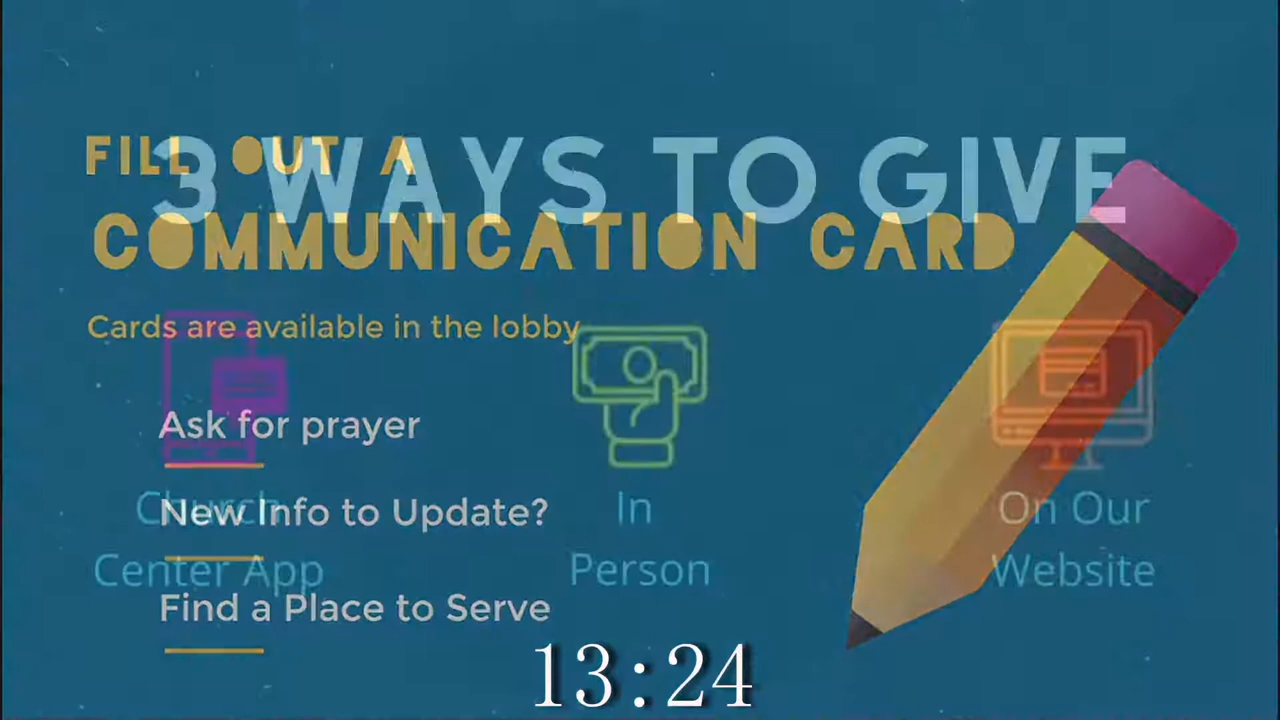 3 WAYS TO GIVE
Church
Center App
In
Person
On Our
Website
FILL OUT A
COMMUNICATION CARD
Cards are available in the lobby
Ask for prayer
New Info to Update?
Find a Place to Serve
13:24